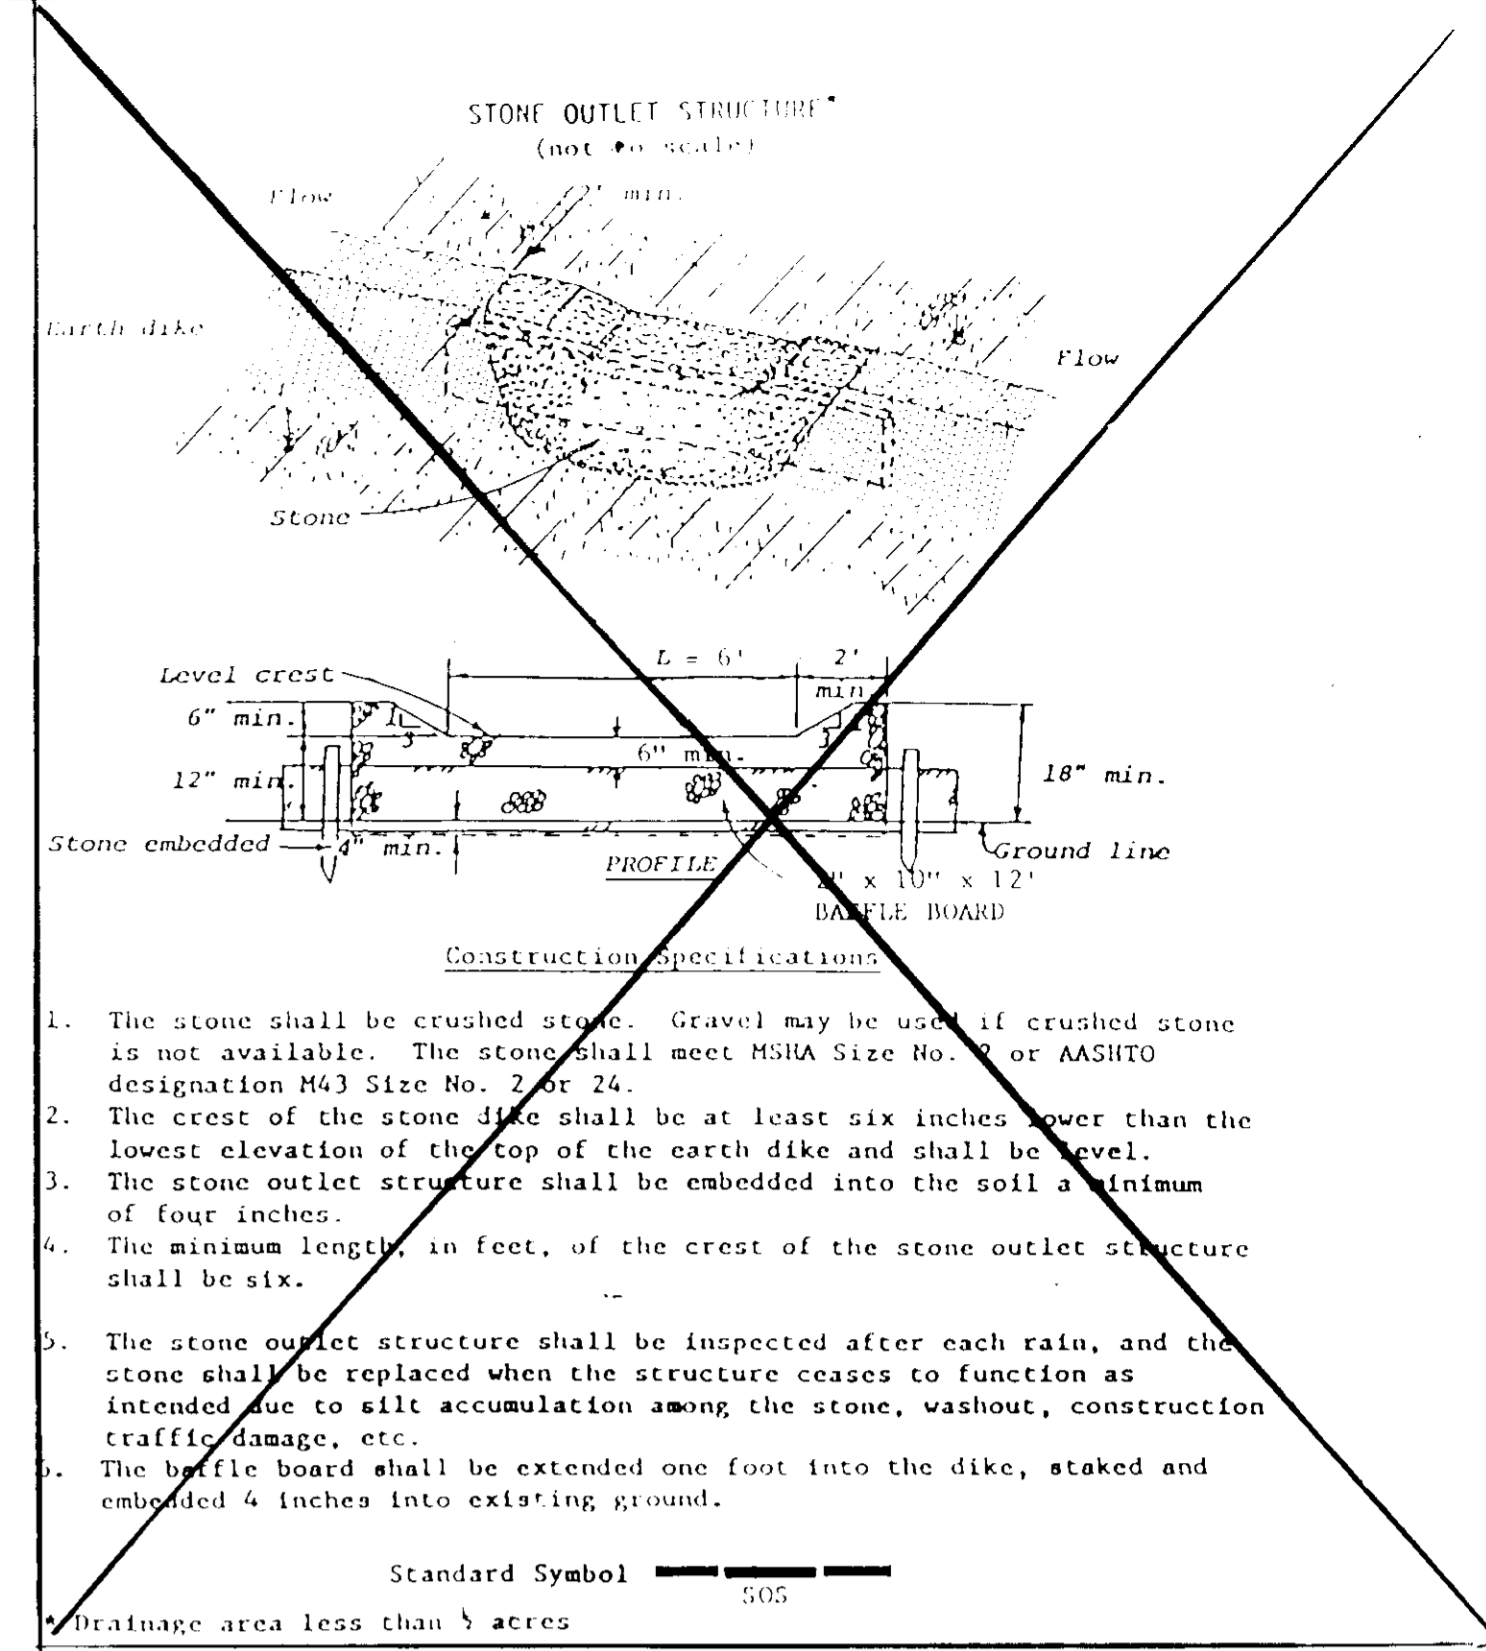 STONE OUTLET STRUCTURE*
(not to scale)
Flow
2' min.
Earth dike
Flow
Stone
Level crest
L = 6'
2'
min.
6" min.
1
3
3
6" min.
12" min.
18" min.
Stone embedded
4" min.
PROFILE
Ground line
2" x 10" x 12'
BAFFLE BOARD
Construction Specifications
1. The stone shall be crushed stone. Gravel may be used if crushed stone
is not available. The stone shall meet MSHA Size No. 2 or AASHTO
designation M43 Size No. 2 or 24.
2. The crest of the stone dike shall be at least six inches lower than the
lowest elevation of the top of the earth dike and shall be level.
3. The stone outlet structure shall be embedded into the soil a minimum
of four inches.
4. The minimum length, in feet, of the crest of the stone outlet structure
shall be six.
5. The stone outlet structure shall be inspected after each rain, and the
stone shall be replaced when the structure ceases to function as
intended due to silt accumulation among the stone, washout, construction
traffic damage, etc.
6. The baffle board shall be extended one foot into the dike, staked and
embedded 4 inches into existing ground.
Standard Symbol
SOS
* Drainage area less than ½ acres